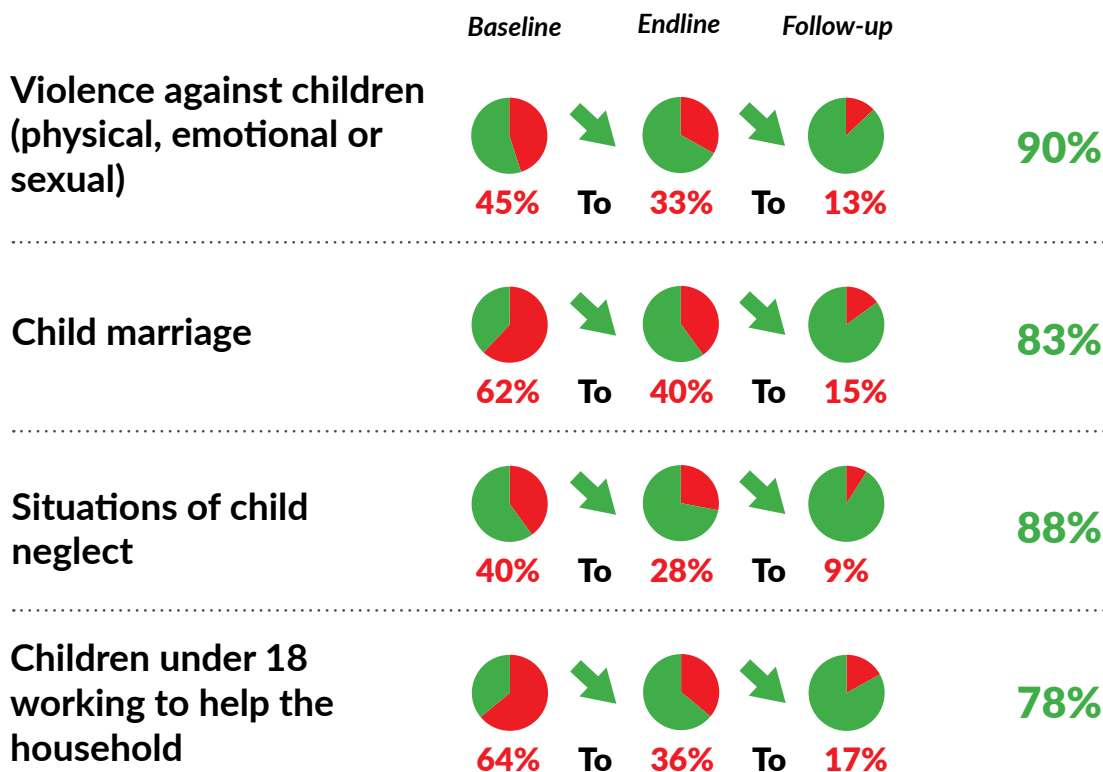 Baseline Endline Follow-up
Violence against children
(physical, emotional or
sexual)
90%
45% To 33% To 13%
Child marriage
83%
62% To 40% To 15%
Situations of child
neglect
88%
40% To 28% To 9%
Children under 18
working to help the
household
78%
64% To 36% To 17%